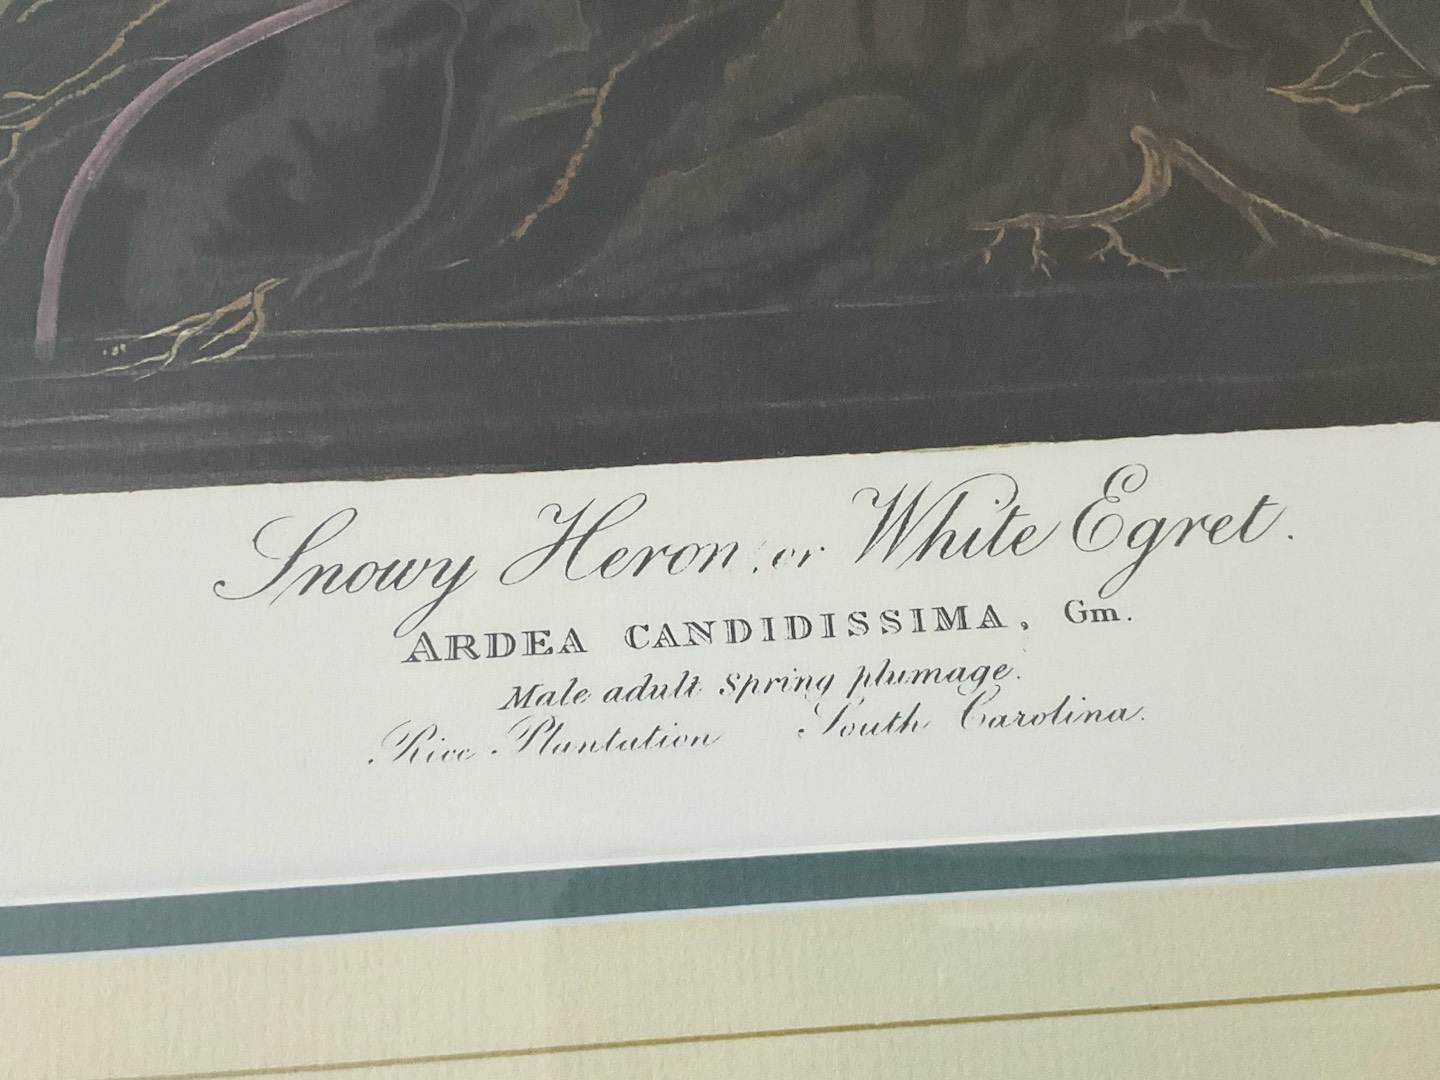 Snowy Heron, or White Egret.
ARDEA CANDIDISSIMA, Gm.
Male adult Spring plumage.
Rice Plantation South Carolina.